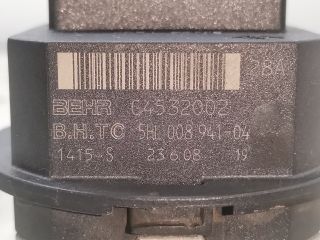 28A
BEHR C4532002
B.H.T© 5HL 008 941-04
1415-S 23.6.08 19